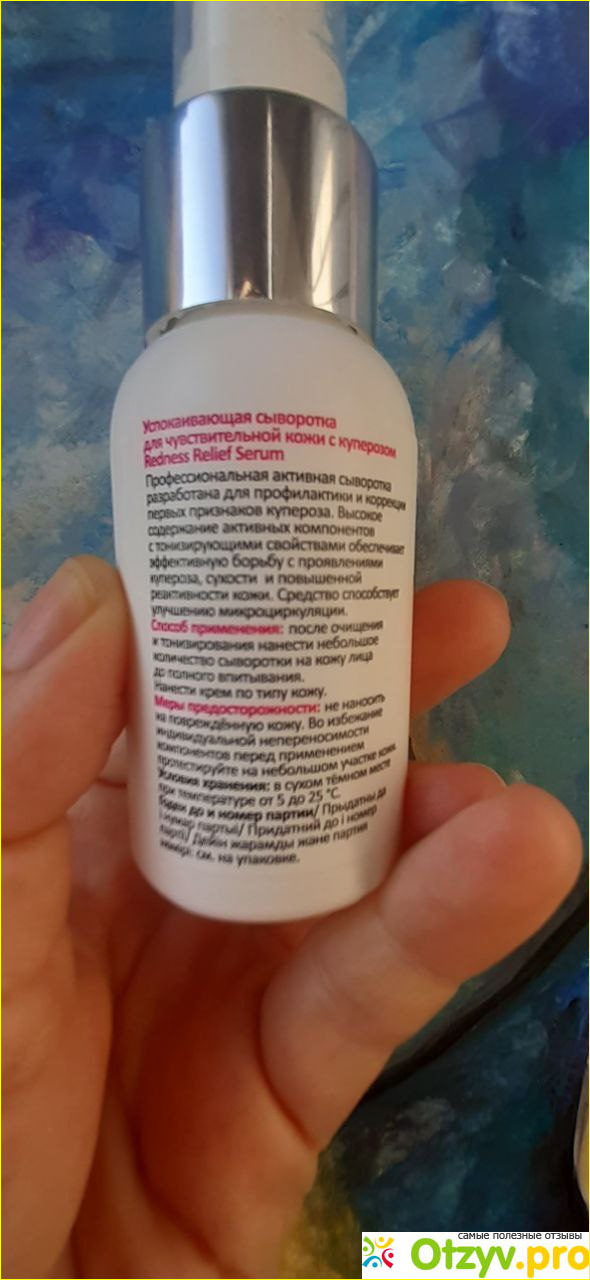 Успокаивающая сыворотка
для чувствительной кожи с куперозом
Redness Relief Serum
Профессиональная активная сыворотка
разработана для профилактики и коррекции
первых признаков купероза. Высокое
содержание активных компонентов
с тонизирующими свойствами обеспечивает
эффективную борьбу с проявлениями
купероза, сухости и повышенной
реактивности кожи. Средство способствует
улучшению микроциркуляции.
Способ применения: после очищения
и тонизирования нанести небольшое
количество сыворотки на кожу лица
до полного впитывания.
Нанести крем по типу кожу.
Меры предосторожности: не наносить
на повреждённую кожу. Во избежание
индивидуальной непереносимости
компонентов перед применением
протестируйте на небольшом участке кожи.
Условия хранения: в сухом тёмном месте
при температуре от 5 до 25 °С.
Годен до и номер партии/ Прыдатны да
і нумар партыі/ Придатний до і номер
партії/ Дейін жарамды және партия
нөмірі: см. на упаковке.
самые полезные отзывы
Otzyv.pro